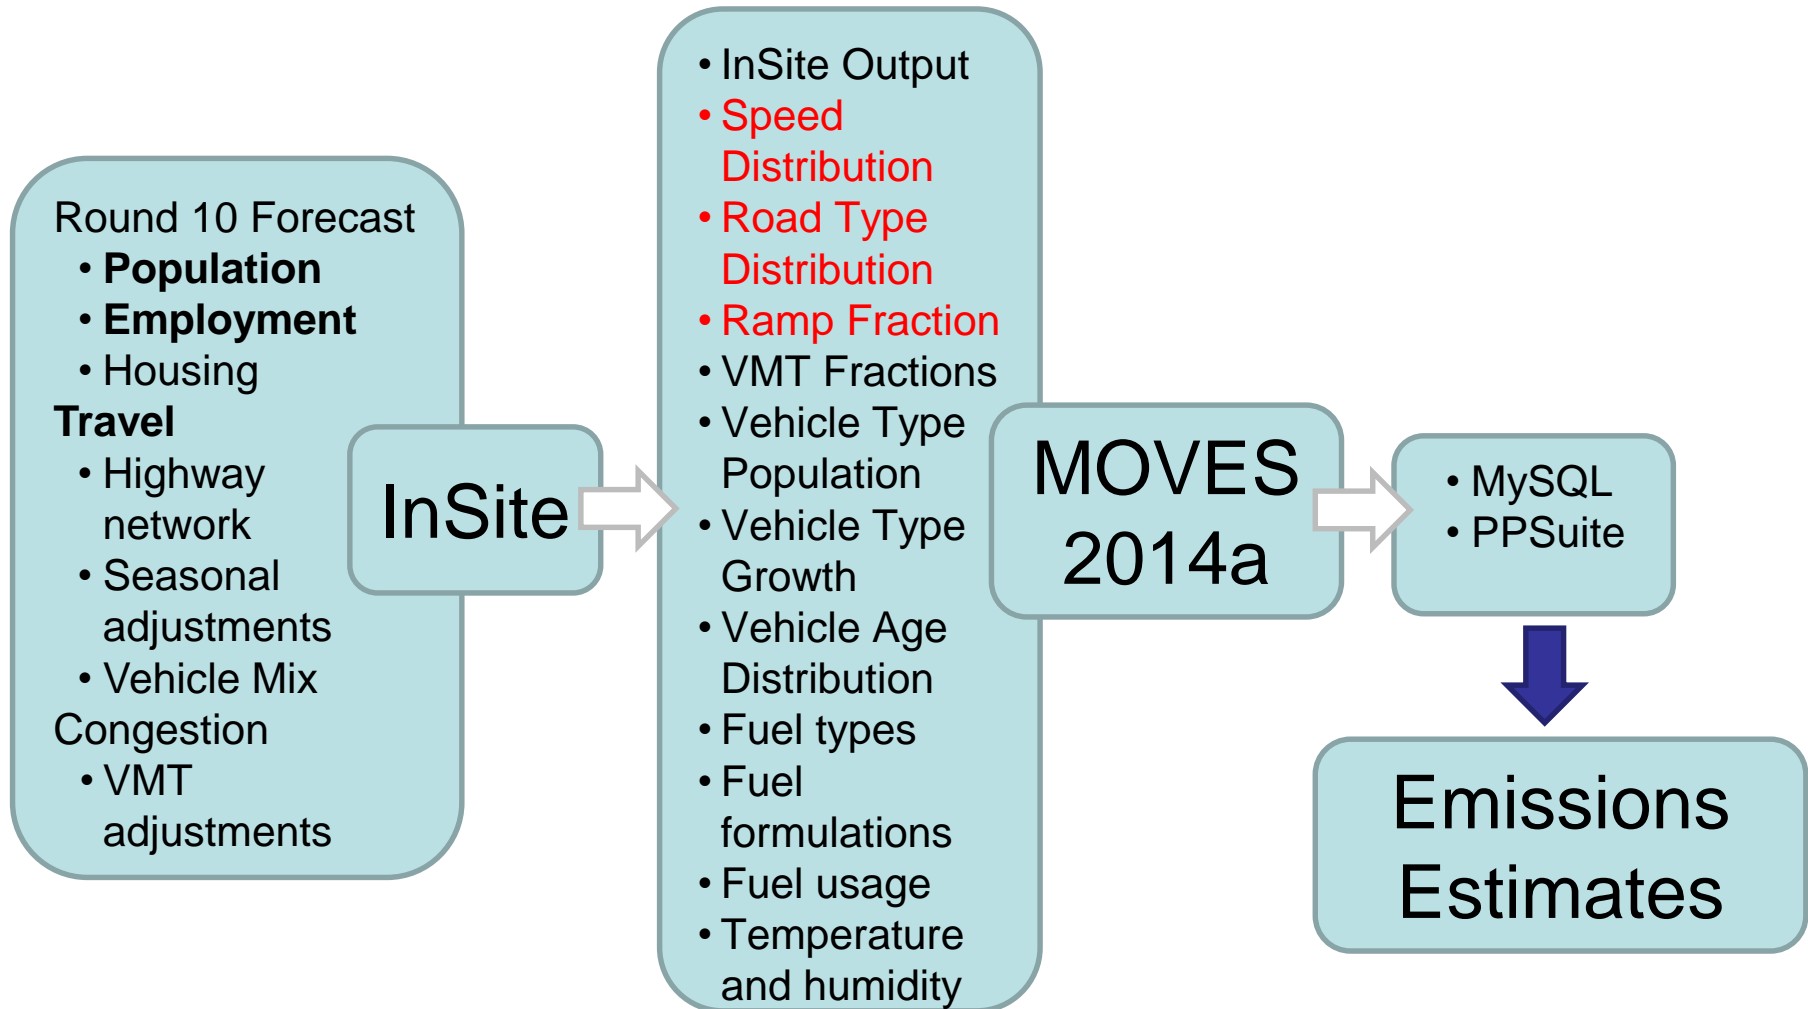 Round 10 Forecast
• Population
• Employment
• Housing
Travel
• Highway
network
• Seasonal
adjustments
• Vehicle Mix
Congestion
• VMT
adjustments
InSite
• InSite Output
• Speed
Distribution
• Road Type
Distribution
• Ramp Fraction
• VMT Fractions
• Vehicle Type
Population
• Vehicle Type
Growth
• Vehicle Age
Distribution
• Fuel types
• Fuel
formulations
• Fuel usage
• Temperature
and humidity
MOVES
2014a
• MySQL
• PPSuite
Emissions
Estimates